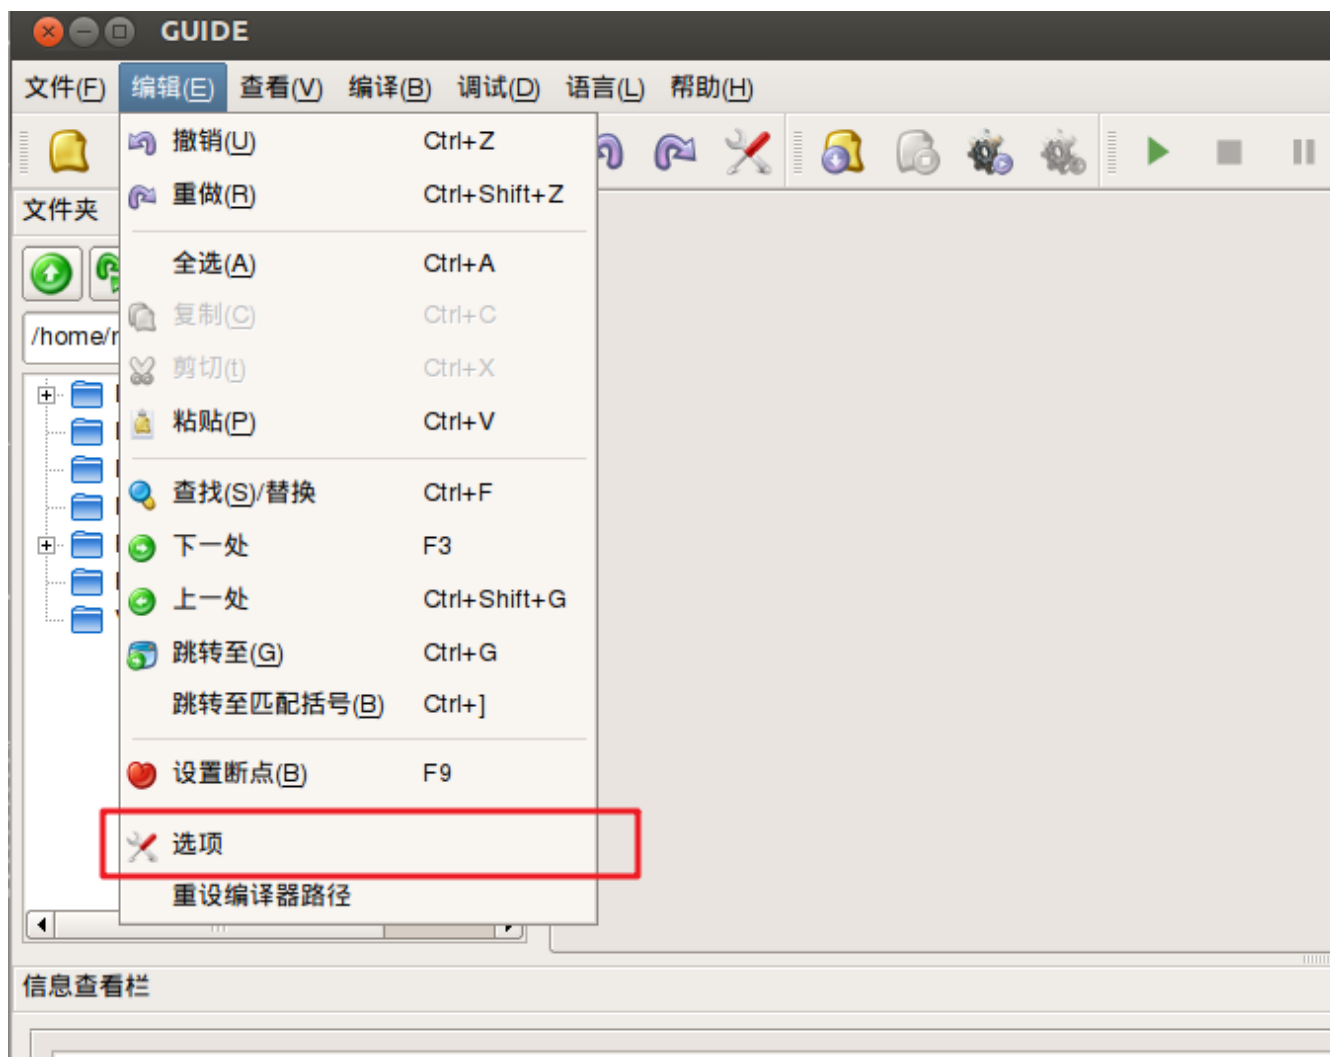 GUIDE
文件(F) 编辑(E) 查看(V) 编译(B) 调试(D) 语言(L) 帮助(H)
撤销(U) Ctrl+Z
重做(R) Ctrl+Shift+Z
文件夹
全选(A) Ctrl+A
复制(C) Ctrl+C
/home/
剪切(t) Ctrl+X
粘贴(P) Ctrl+V
查找(S)/替换 Ctrl+F
下一处 F3
上一处 Ctrl+Shift+G
跳转至(G) Ctrl+G
跳转至匹配括号(B) Ctrl+]
设置断点(B) F9
选项
重设编译器路径
信息查看栏